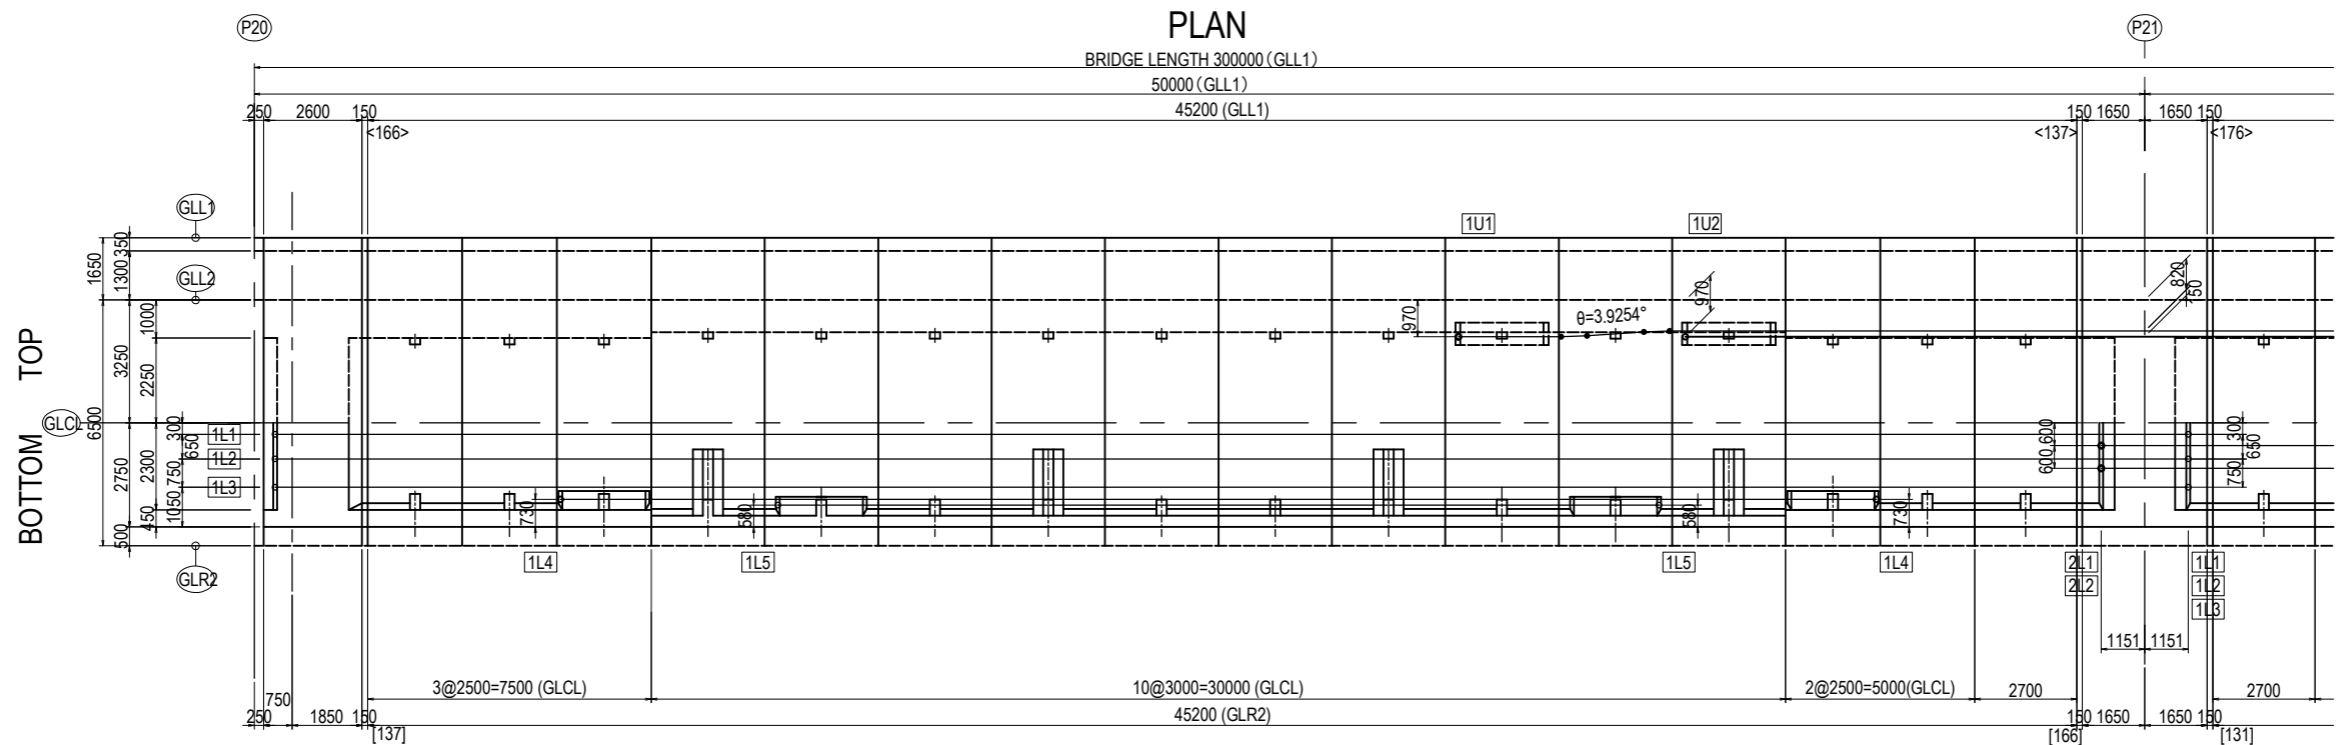 PLAN
P20
P21
BRIDGE LENGTH 300000(GLL1)
50000(GLL1)
250 2600 150 45200 (GLL1) 150 1650 1650 150
<166> <137> <176>
GLL1
1U1 1U2
350
1650
1300
GLL2
820
150
970
970
θ=3.9254°
1000
TOP
3250
2250
GLCL
6500
300
1L1
650
1L2
750
1L3
2750
2300
1050
450
500
BOTTOM
600
600
300
650
750
730
580
580
730
GLR2
1L4 1L5 1L5 1L4 2L1 1L1
2L2 1L2
1L3
1151 1151
3@2500=7500 (GLCL) 10@3000=30000 (GLCL) 2@2500=5000(GLCL) 2700 2700
750
250 1850 150 45200 (GLR2) 150 1650 1650 150
[137] [166] [131]